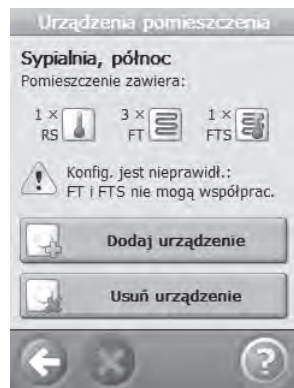 Urządzenia pomieszczenia
Sypialnia, północ
Pomieszczenie zawiera:
1 × 3 × 1 ×
RS FT FTS
Konfig. jest nieprawidł.:
FT i FTS nie mogą współprac.
Dodaj urządzenie
Usuń urządzenie
?